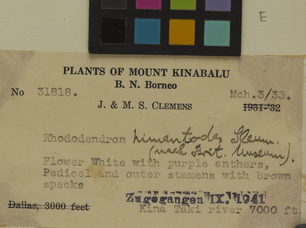 E
PLANTS OF MOUNT KINABALU
B. N. Borneo
No 31818. Mch. 3/33.
J. & M. S. CLEMENS 1931-'32
Rhododendron
(need Brit. Museum).
Flower White with purple anthers,
Pedicel and outer stamens with brown
specks
Zugegangen IX. 1941
Dallas, 3000 feet Kina Taki river 7000 ft.